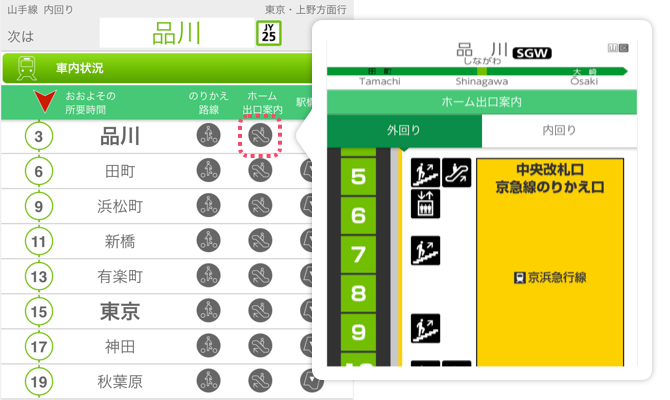 山手線 内回り
東京・上野方面行
次は
品川
JY
25
車内状況
おおよその
所要時間
のりかえ
路線
ホーム
出口案内
3
品川
6
田町
9
浜松町
11
新橋
13
有楽町
15
東京
17
神田
19
秋葉原
品川
SGW
しながわ
山区
田町
大崎
Tamachi
Shinagawa
Ōsaki
ホーム出口案内
外回り
内回り
5
6
7
8
9
中央改札口
京急線のりかえ口
京浜急行線